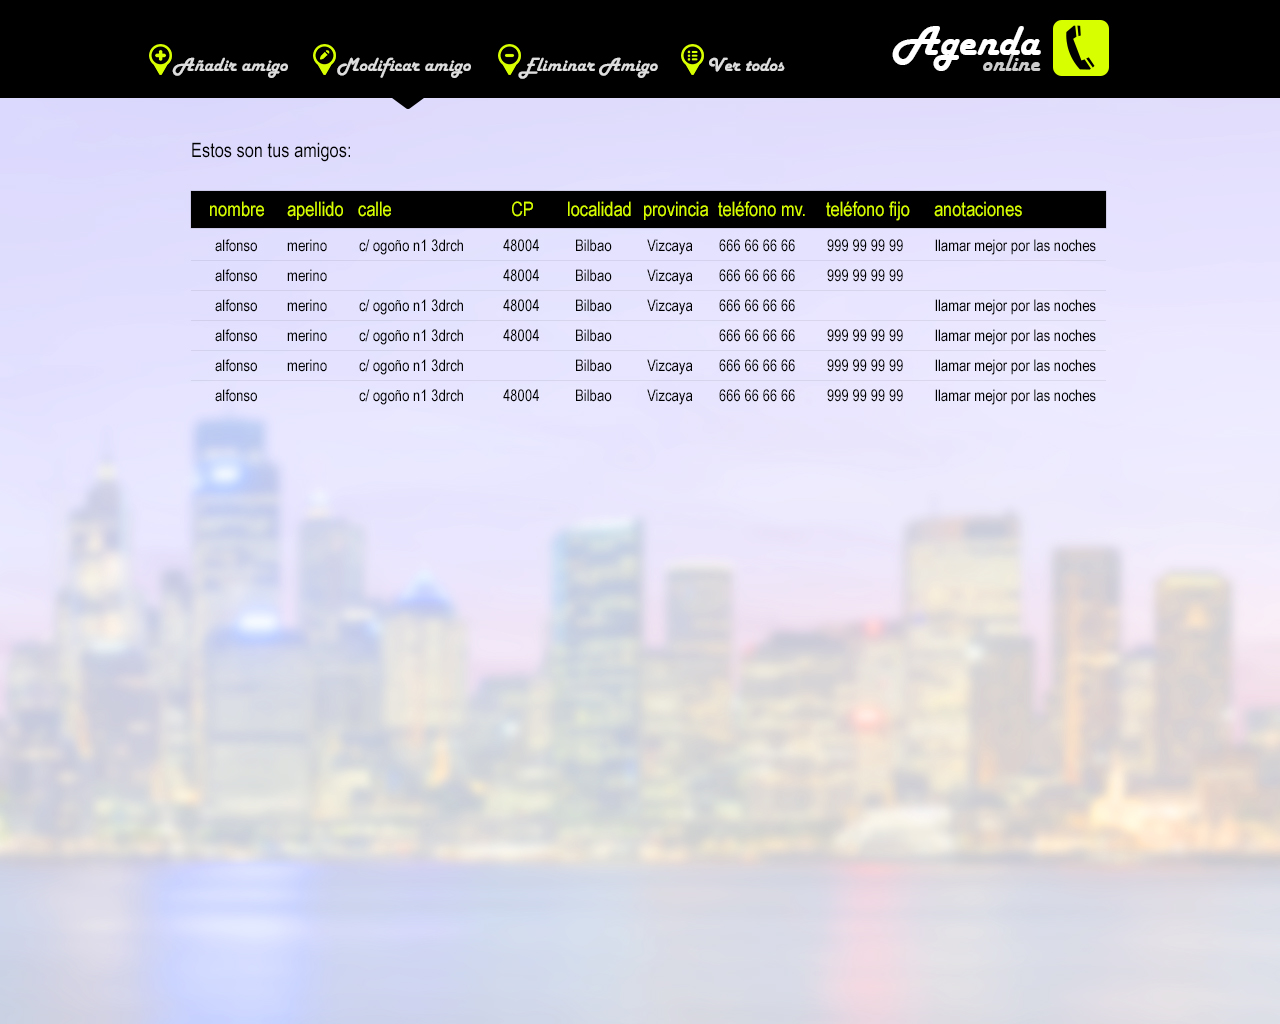 Añadir amigo Modificar amigo Eliminar Amigo Ver todos Agenda online
Estos son tus amigos:
nombre apellido calle CP localidad provincia teléfono mv. teléfono fijo anotaciones
alfonso merino c/ ogoño n1 3drch 48004 Bilbao Vizcaya 666 66 66 66 999 99 99 99 llamar mejor por las noches
alfonso merino 48004 Bilbao Vizcaya 666 66 66 66 999 99 99 99
alfonso merino c/ ogoño n1 3drch 48004 Bilbao Vizcaya 666 66 66 66 llamar mejor por las noches
alfonso merino c/ ogoño n1 3drch 48004 Bilbao 666 66 66 66 999 99 99 99 llamar mejor por las noches
alfonso merino c/ ogoño n1 3drch Bilbao Vizcaya 666 66 66 66 999 99 99 99 llamar mejor por las noches
alfonso c/ ogoño n1 3drch 48004 Bilbao Vizcaya 666 66 66 66 999 99 99 99 llamar mejor por las noches